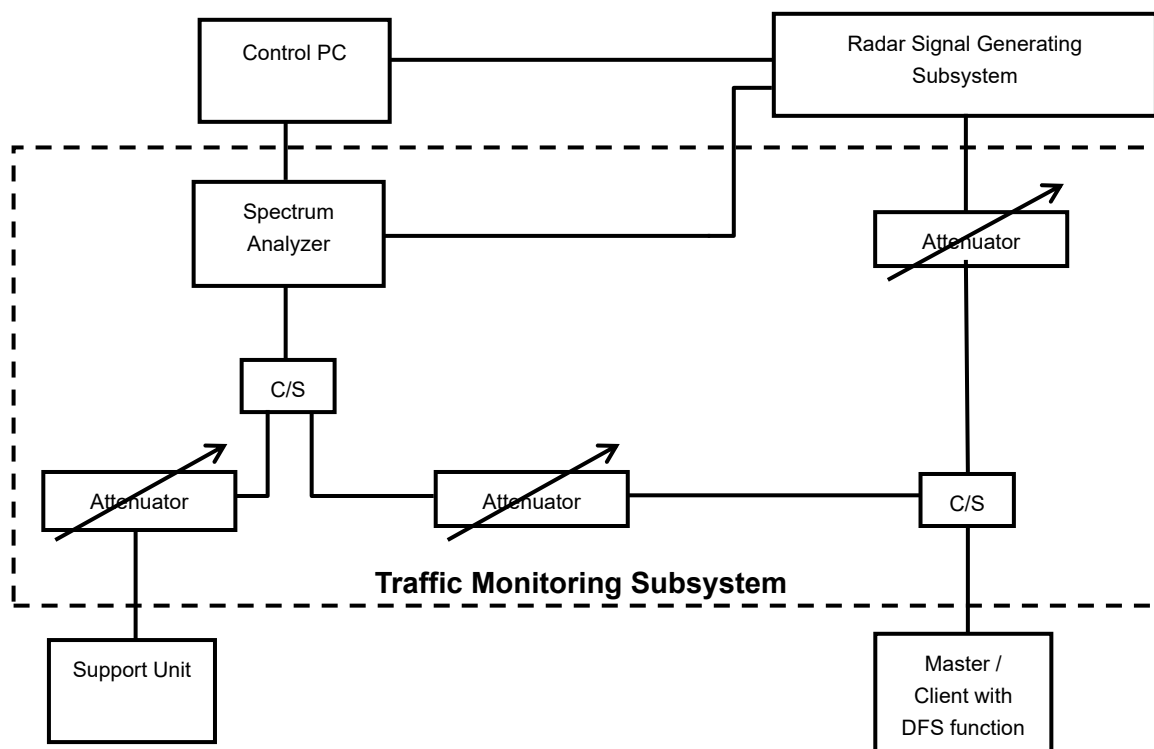 Control PC
Radar Signal Generating
Subsystem
Spectrum
Analyzer
Attenuator
C/S
Attenuator
Attenuator
C/S
Traffic Monitoring Subsystem
Support Unit
Master /
Client with
DFS function